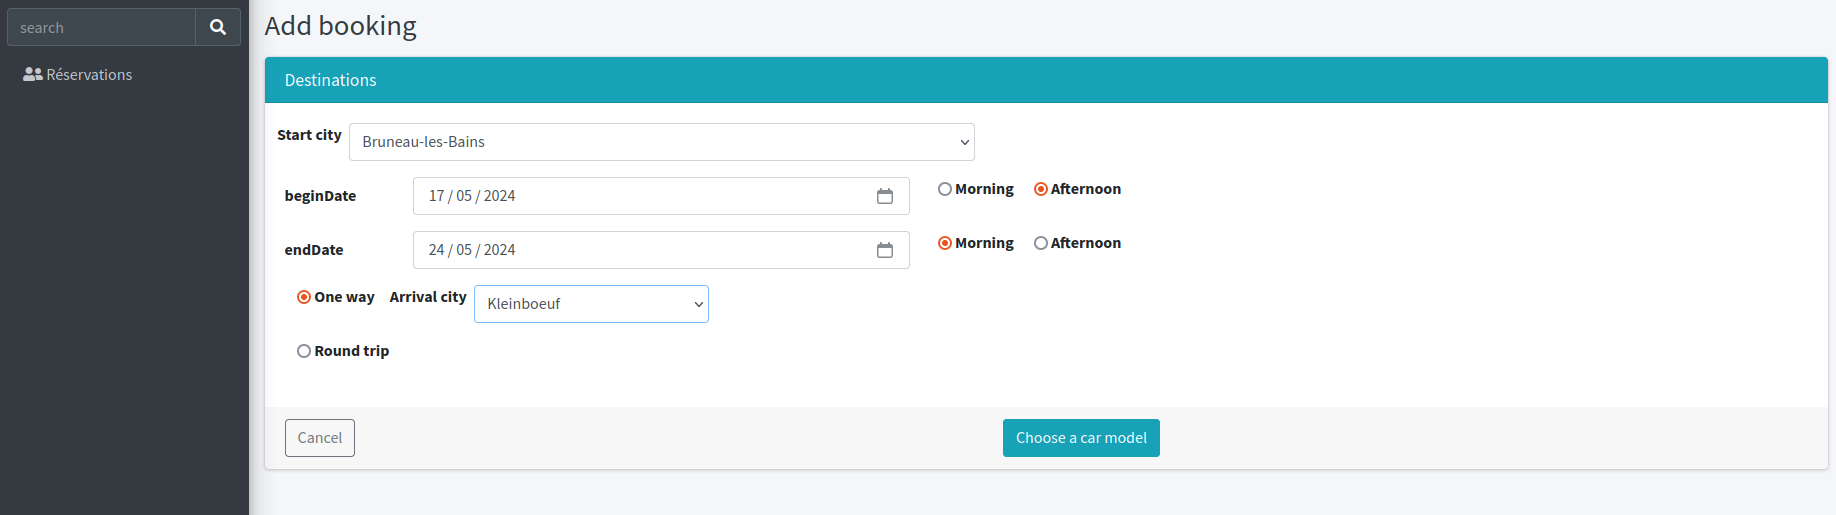 search
Réservations
Add booking
Destinations
Start city Bruneau-les-Bains
beginDate 17 / 05 / 2024 Morning Afternoon
endDate 24 / 05 / 2024 Morning Afternoon
One way Arrival city Kleinboeuf
Round trip
Cancel Choose a car model